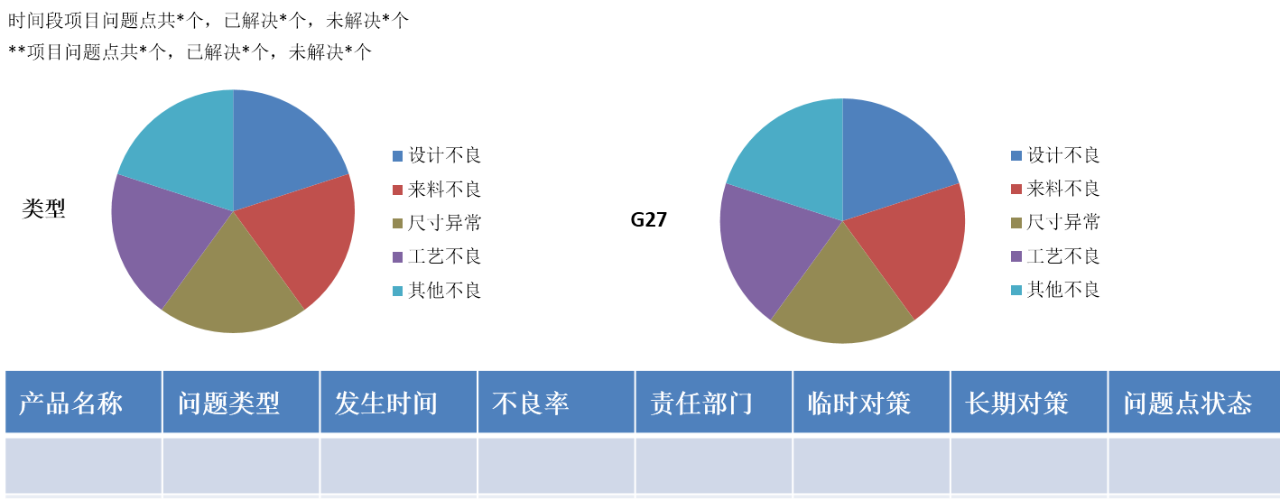 时间段项目问题点共*个，已解决*个，未解决*个
**项目问题点共*个，已解决*个，未解决*个
类型
设计不良
来料不良
尺寸异常
工艺不良
其他不良
G27
设计不良
来料不良
尺寸异常
工艺不良
其他不良
产品名称 问题类型 发生时间 不良率 责任部门 临时对策 长期对策 问题点状态